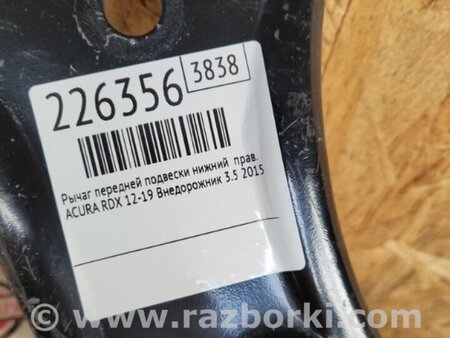 226356
3838
Рычаг передней подвески нижний прав.
ACURA RDX 12-19 Внедорожник 3.5 2015
© www.razborki.com/